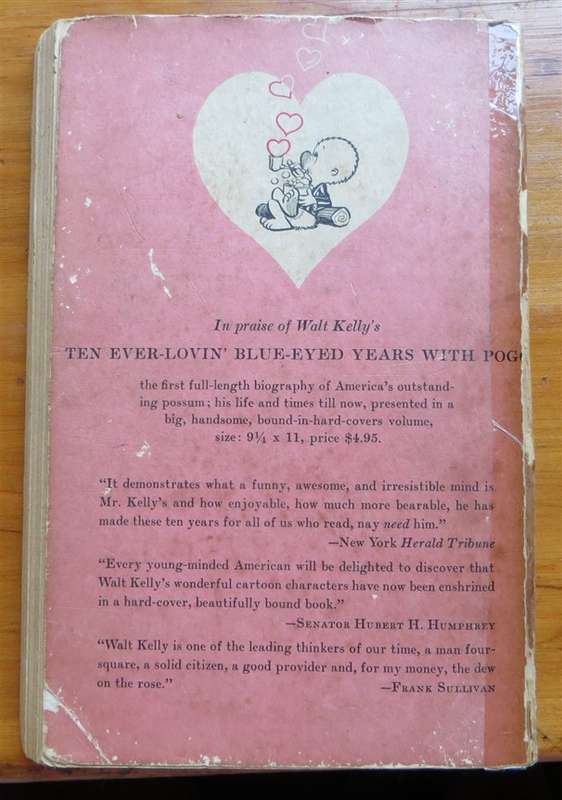 In praise of Walt Kelly's
TEN EVER-LOVIN' BLUE-EYED YEARS WITH POG
the first full-length biography of America's outstand-
ing possum; his life and times till now, presented in a
big, handsome, bound-in-hard-covers volume,
size: 9¼ x 11, price $4.95.
“It demonstrates what a funny, awesome, and irresistible mind is
Mr. Kelly's and how enjoyable, how much more bearable, he has
made these ten years for all of us who read, nay need him.”
—New York Herald Tribune
“Every young-minded American will be delighted to discover that
Walt Kelly's wonderful cartoon characters have now been enshrined
in a hard-cover, beautifully bound book.”
—SENATOR HUBERT H. HUMPHREY
“Walt Kelly is one of the leading thinkers of our time, a man four-
square, a solid citizen, a good provider and, for my money, the dew
on the rose.” —FRANK SULLIVAN